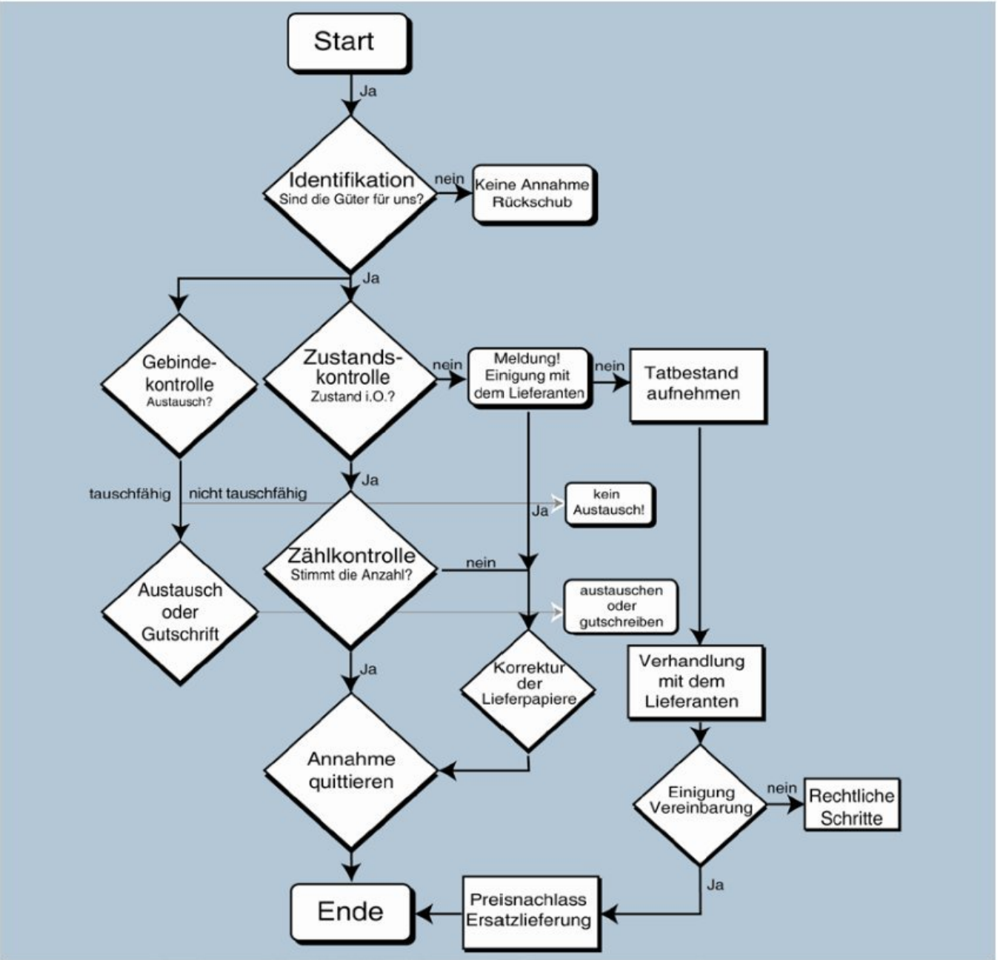 Start
Ja
Identifikation
Sind die Güter für uns?
nein
Keine Annahme
Rückschub
Ja
Gebinde-
kontrolle
Austausch?
Zustands-
kontrolle
Zustand i.O.?
nein
Meldung!
Einigung mit
dem Lieferanten
nein
Tatbestand
aufnehmen
tauschfähig
nicht tauschfähig
Ja
Ja
kein
Austausch!
Zählkontrolle
Stimmt die Anzahl?
nein
Austausch
oder
Gutschrift
austauschen
oder
gutschreiben
Ja
Korrektur
der
Lieferpapiere
Verhandlung
mit dem
Lieferanten
Annahme
quittieren
Einigung
Vereinbarung
nein
Rechtliche
Schritte
Ja
Ende
Preisnachlass
Ersatzlieferung